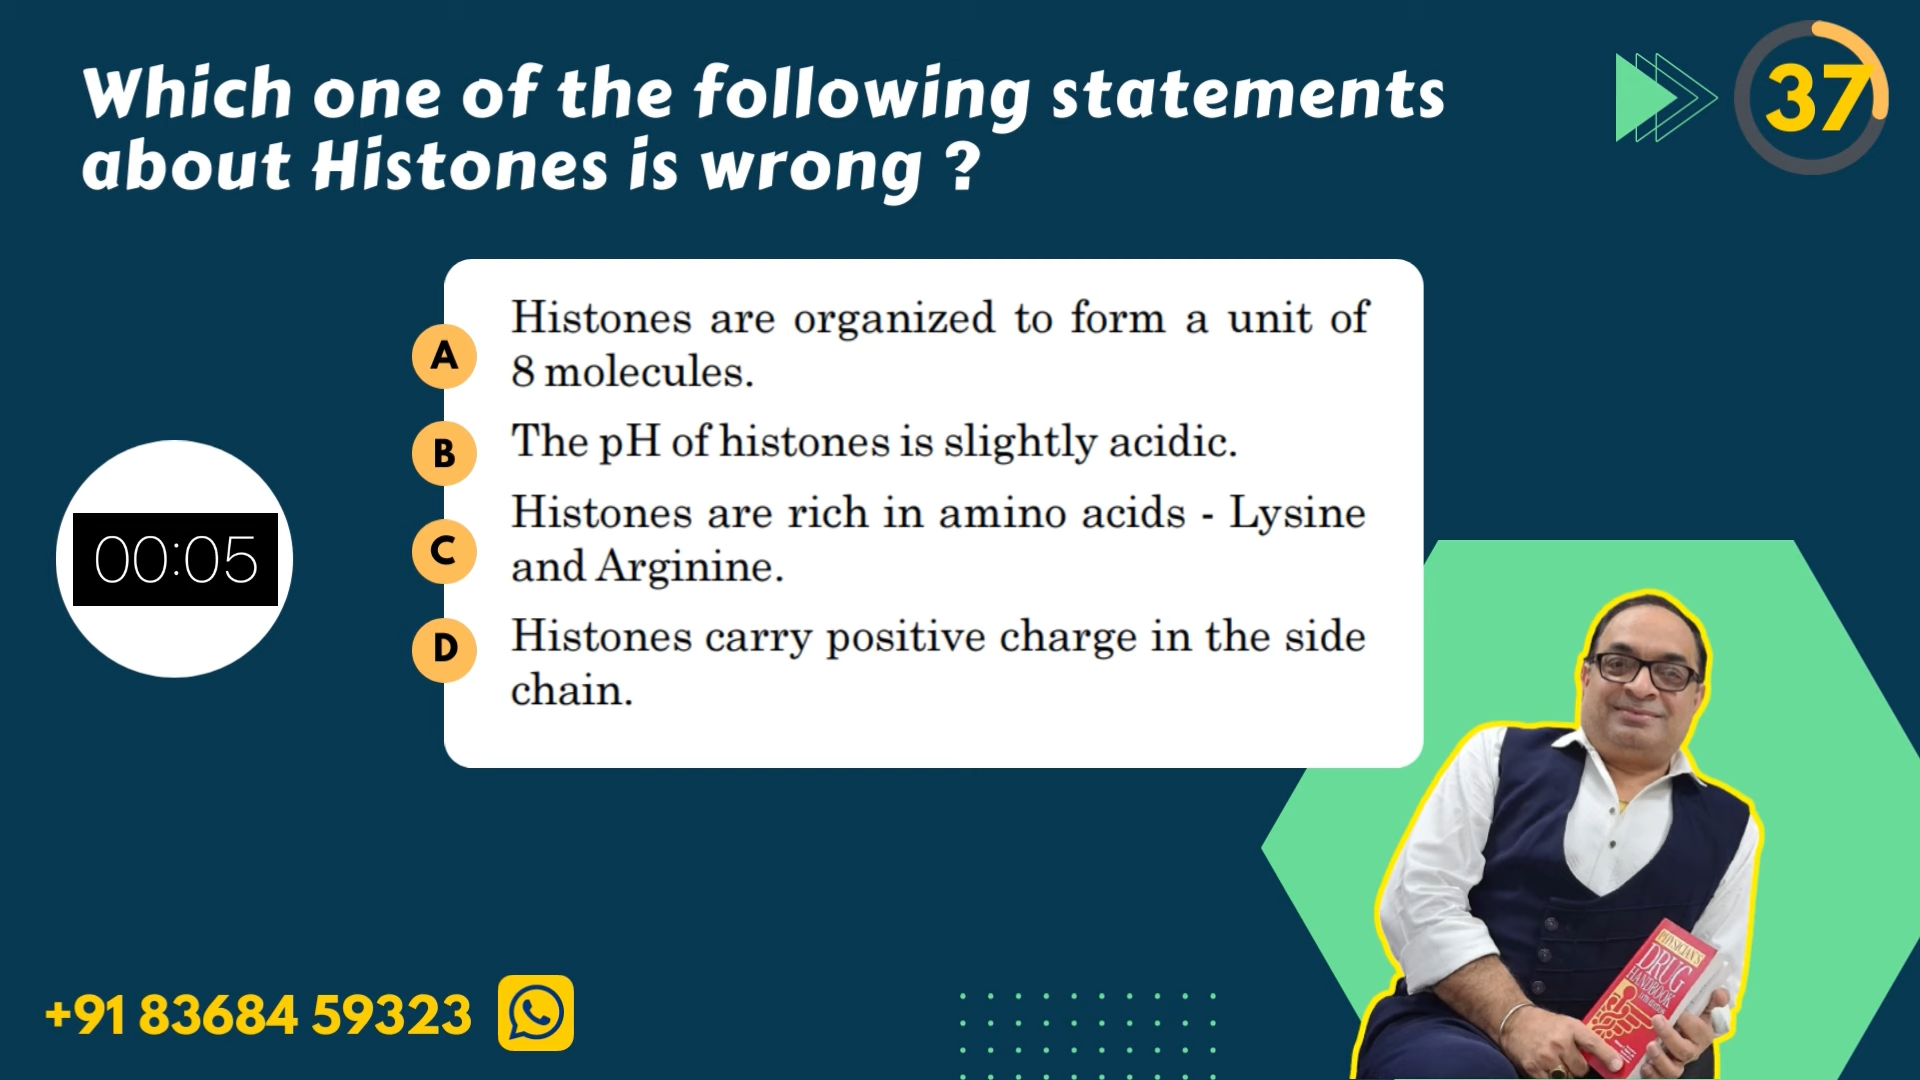 Which one of the following statements
about Histones is wrong ?
37
A
Histones are organized to form a unit of
8 molecules.
B
The pH of histones is slightly acidic.
C
Histones are rich in amino acids - Lysine
and Arginine.
D
Histones carry positive charge in the side
chain.
00:05
+91 83684 59323
PHYSICIAN'S
DRUG
HANDBOOK